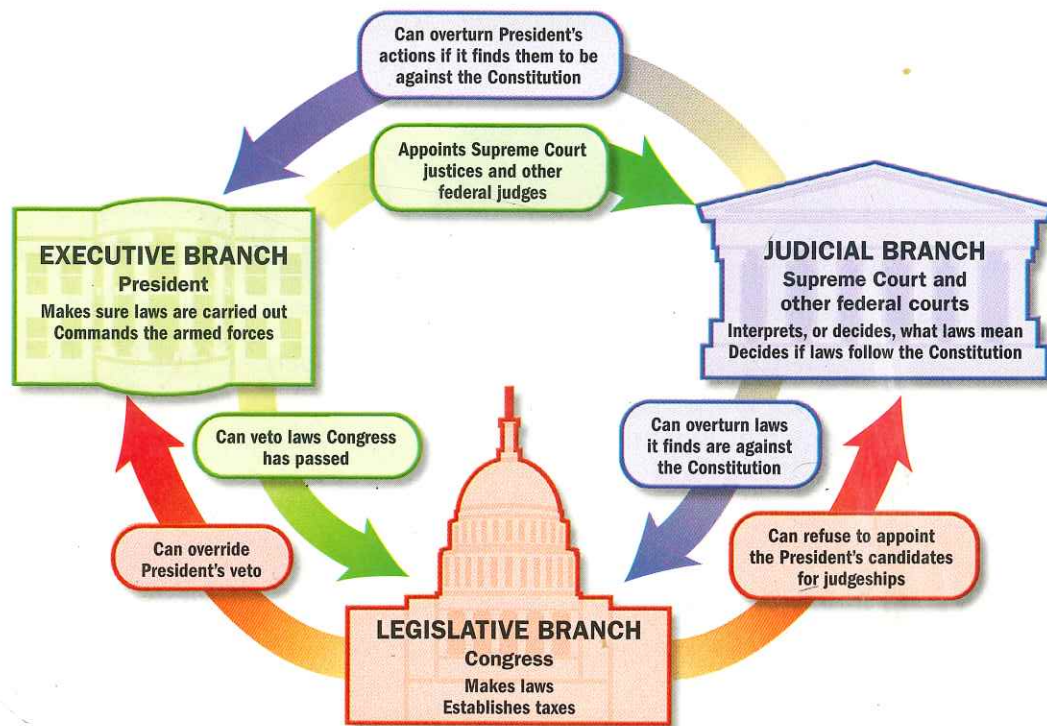 Can overturn President's
actions if it finds them to be
against the Constitution
Appoints Supreme Court
justices and other
federal judges
EXECUTIVE BRANCH
President
Makes sure laws are carried out
Commands the armed forces
JUDICIAL BRANCH
Supreme Court and
other federal courts
Interprets, or decides, what laws mean
Decides if laws follow the Constitution
Can veto laws Congress
has passed
Can overturn laws
it finds are against
the Constitution
Can override
President's veto
Can refuse to appoint
the President's candidates
for judgeships
LEGISLATIVE BRANCH
Congress
Makes laws
Establishes taxes